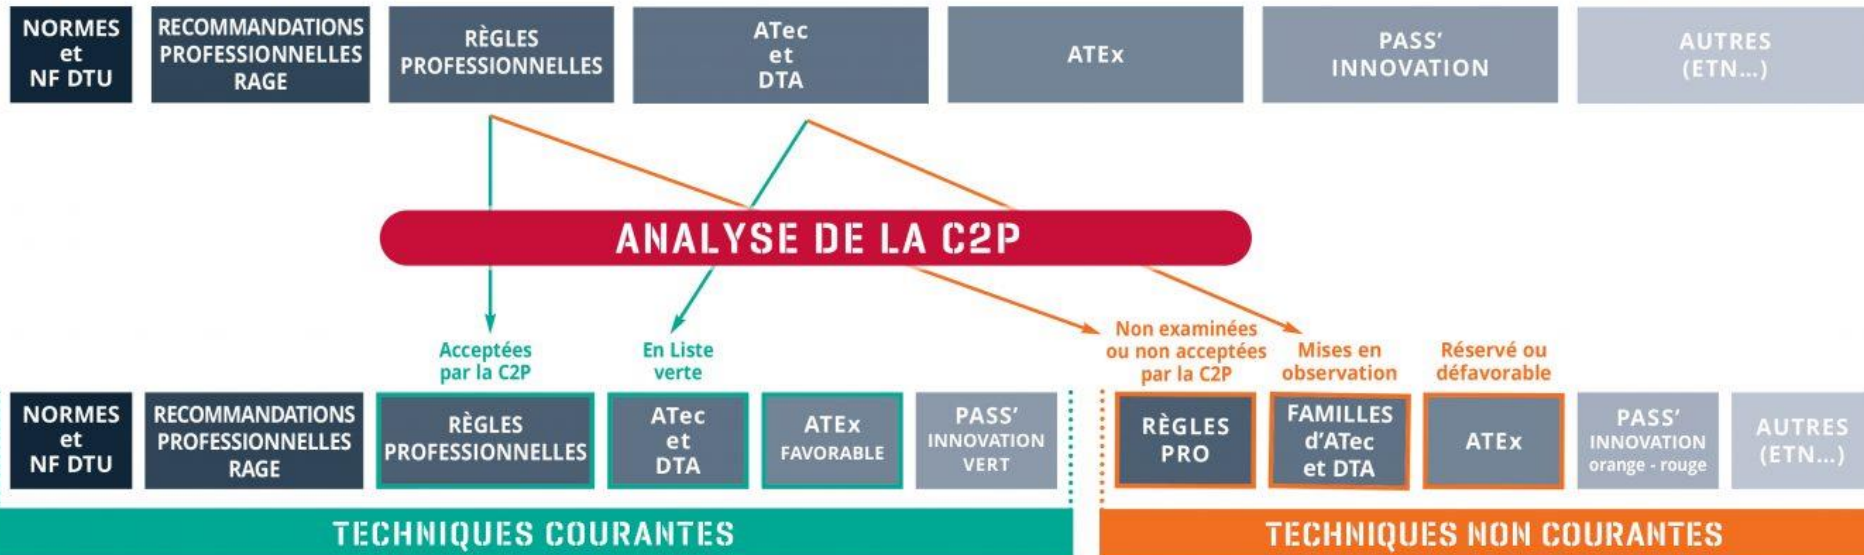 NORMES
et
NF DTU
RECOMMANDATIONS
PROFESSIONNELLES
RAGE
RÈGLES
PROFESSIONNELLES
ATec
et
DTA
ATEx
PASS'
INNOVATION
AUTRES
(ETN...)
ANALYSE DE LA C2P
Acceptées
par la C2P
En Liste
verte
Non examinées
ou non acceptées
par la C2P
Mises en
observation
Réservé ou
défavorable
NORMES
et
NF DTU
RECOMMANDATIONS
PROFESSIONNELLES
RAGE
RÈGLES
PROFESSIONNELLES
ATec
et
DTA
ATEx
FAVORABLE
PASS'
INNOVATION
VERT
RÈGLES
PRO
FAMILLES
d'ATec
et DTA
ATEx
PASS'
INNOVATION
orange - rouge
AUTRES
(ETN...)
TECHNIQUES COURANTES
TECHNIQUES NON COURANTES